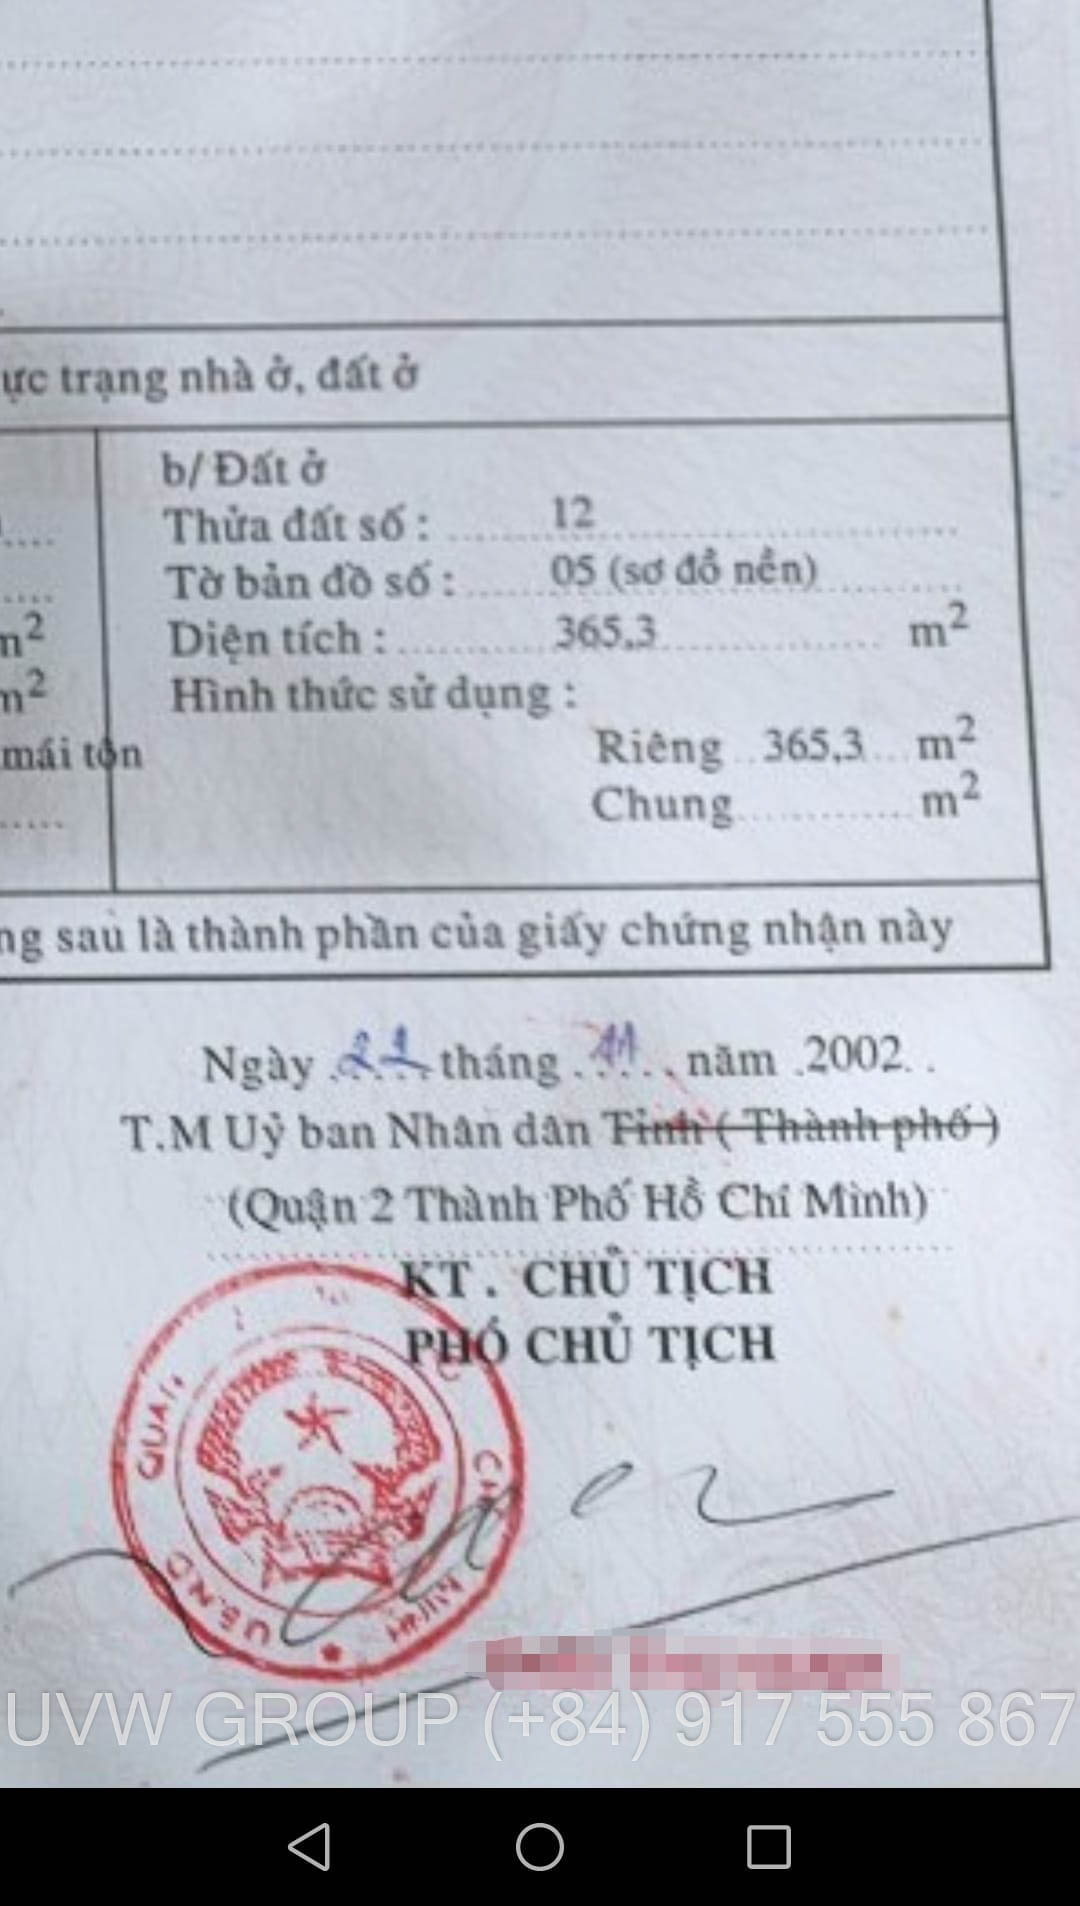 ực trạng nhà ở, đất ở
b/ Đất ở
Thửa đất số : 12
Tờ bản đồ số : 05 (sơ đồ nền)
m² Diện tích : 365,3 m²
m² Hình thức sử dụng :
mái tôn
Riêng 365,3 m²
Chung m²
ng sau là thành phần của giấy chứng nhận này
Ngày 22 tháng 11 năm 2002
T.M Uỷ ban Nhân dân Tỉnh ( Thành phố )
(Quận 2 Thành Phố Hồ Chí Minh)
KT . CHỦ TỊCH
PHÓ CHỦ TỊCH
U.B.N.D QUẬN
UVW GROUP (+84) 917 555 867